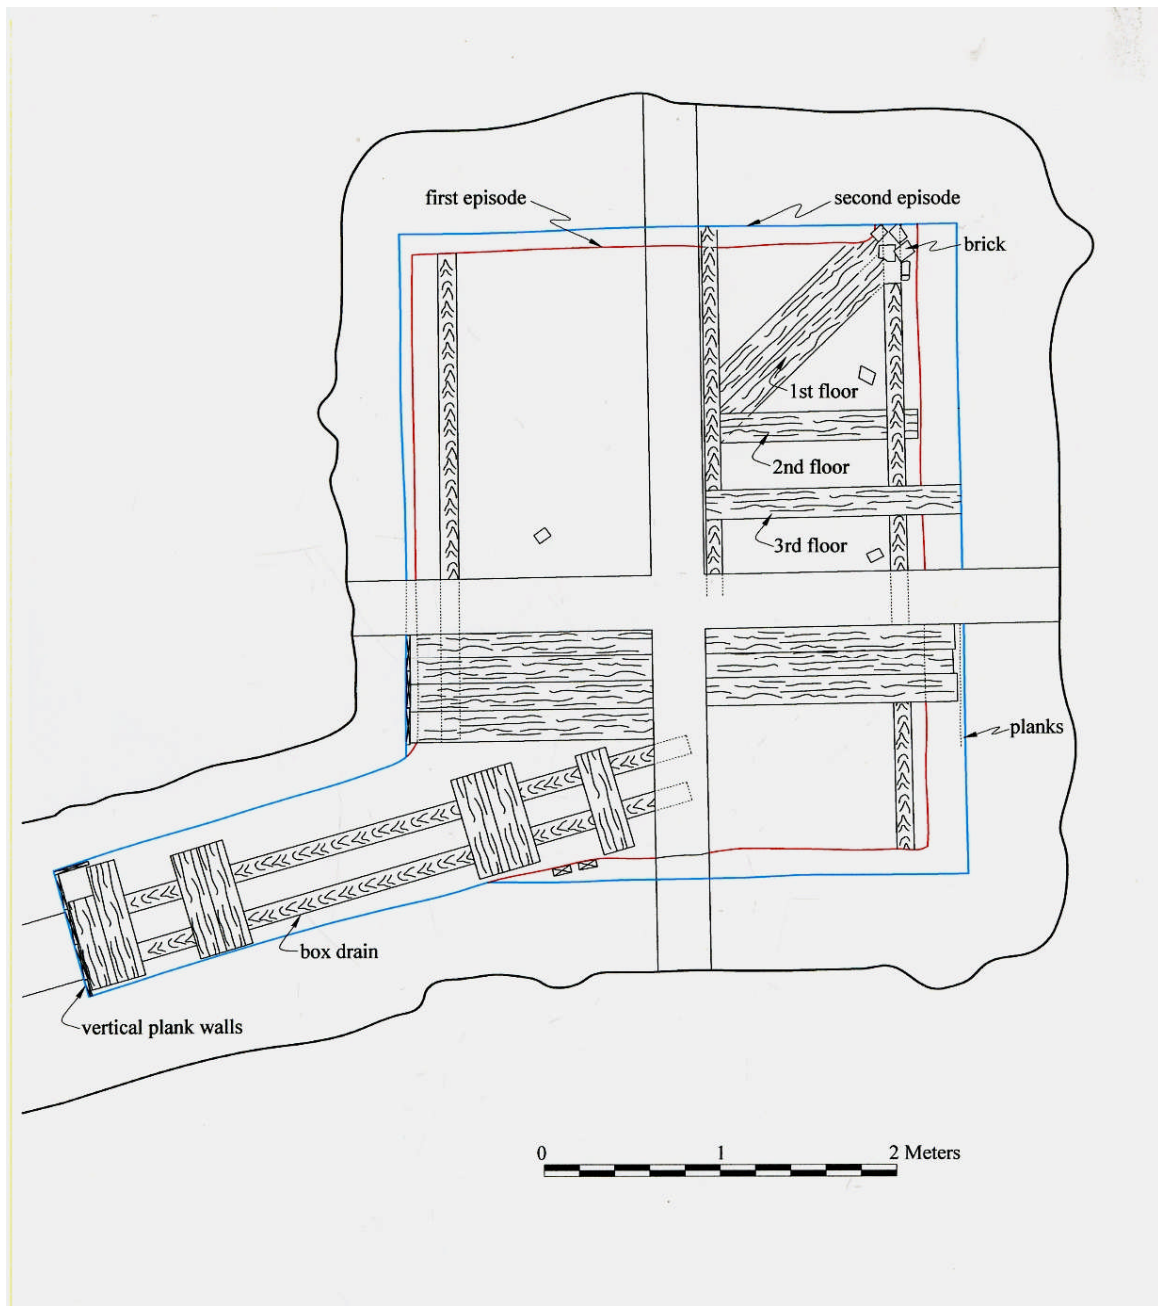 first episode
second episode
brick
1st floor
2nd floor
3rd floor
planks
box drain
vertical plank walls
0 1 2 Meters